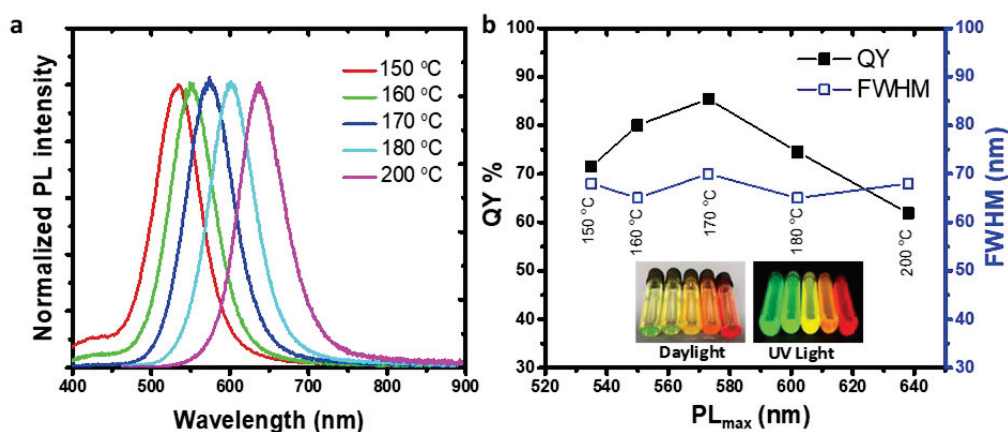 a
Normalized PL intensity
150 °C
160 °C
170 °C
180 °C
200 °C
400 500 600 700 800 900
Wavelength (nm)
b
QY %
100
90
80
70
60
50
40
30
QY
FWHM
150 °C
160 °C
170 °C
180 °C
200 °C
Daylight
UV Light
520 540 560 580 600 620 640
PLmax (nm)
100
90
80
70
60
50
40
30
FWHM (nm)